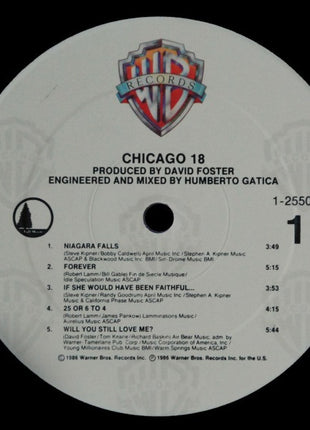 WB
RECORDS
CHICAGO 18
PRODUCED BY DAVID FOSTER
ENGINEERED AND MIXED BY HUMBERTO GATICA
1-2550
1
1. NIAGARA FALLS 3:49
(Steve Kipner/Bobby Caldwell) April Music Inc./Stephen A. Kipner Music
ASCAP & Blackwood Music Inc. BMI/ Sin-Drome Music BMI
2. FOREVER 5:15
(Robert Lamm/Bill Gable) Fin de Siecle Musique/
Idle Speculation Music ASCAP
3. IF SHE WOULD HAVE BEEN FAITHFUL... 3:53
(Steve Kipner/Randy Goodrum) April Music Inc./ Stephen A. Kipner
Music & California Phase Music ASCAP
4. 25 OR 6 TO 4 4:15
(Robert Lamm/James Pankow) Lamminations Music/
Aurelius Music ASCAP
5. WILL YOU STILL LOVE ME? 5:44
(David Foster/Tom Keane/Richard Baskin) Air Bear Music, adm. by
Warner-Tamerlane Pub. Corp./ Music Corporation of America, Inc./
Young Millionaires Club Music BMI/Warm Springs Music ASCAP
© 1986 Warner Bros. Records Inc. ℗ 1986 Warner Bros. Records Inc. for the U.S.